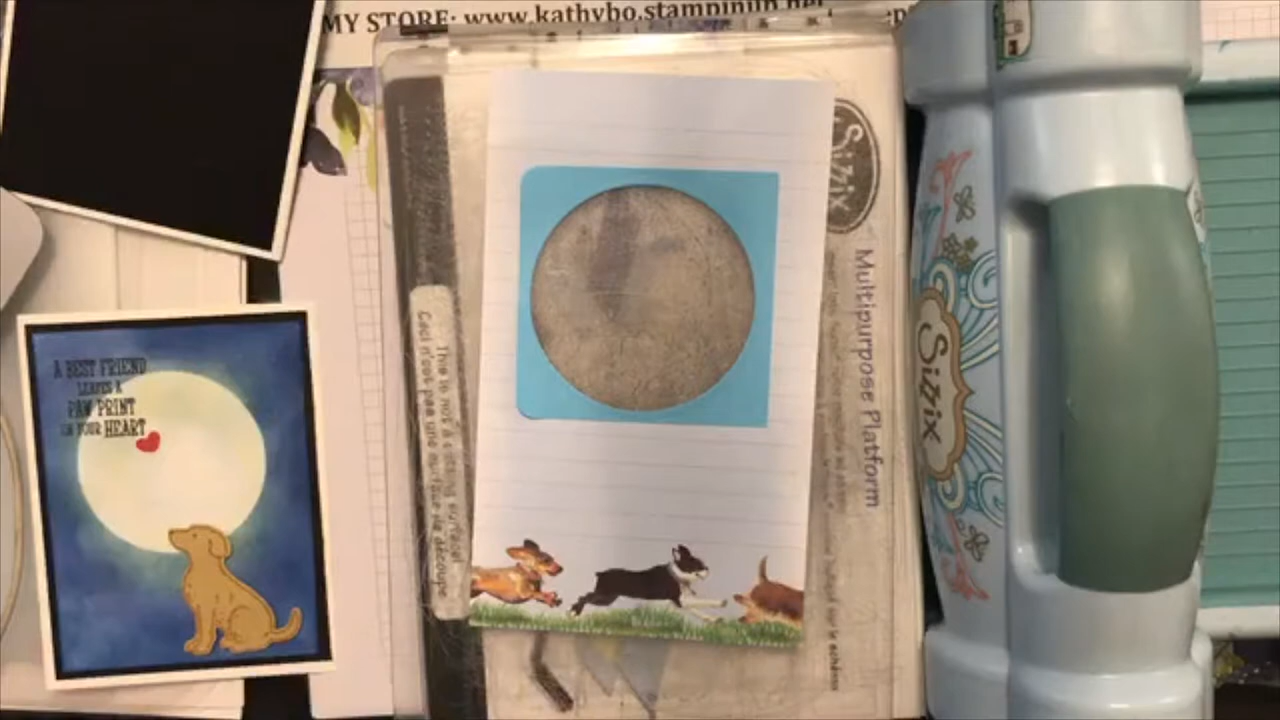 MY STORE: www.kathybo.stampinup.net
A BEST FRIEND
LEAVES A
PAW PRINT
ON YOUR HEART
This is not a cutting surface!
Ceci n'est pas une surface de découpe
Sizzix
Multipurpose Platform
Sizzix